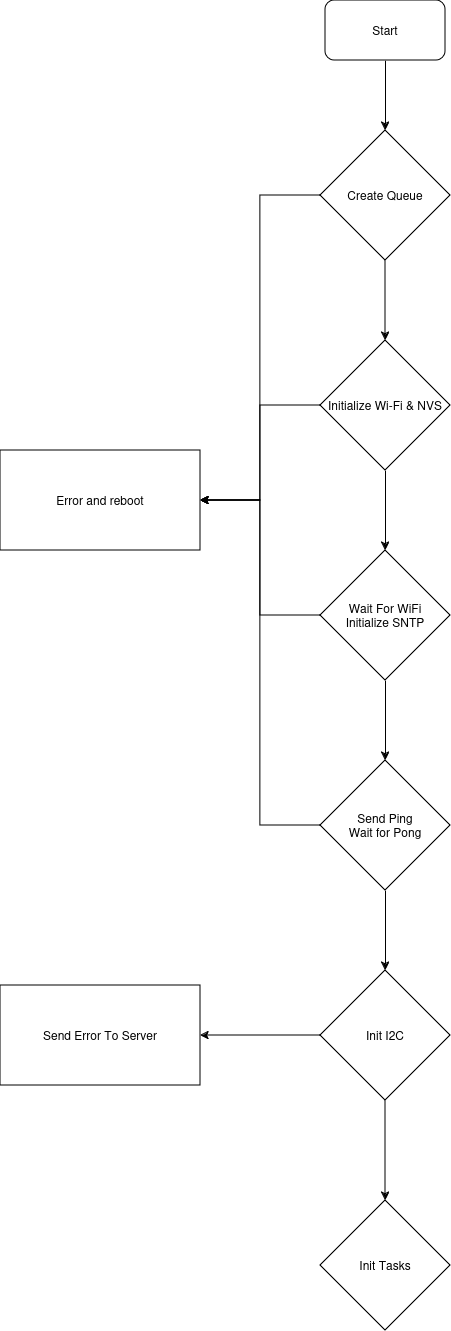 Start
Create Queue
Initialize Wi-Fi & NVS
Error and reboot
Wait For WiFi
Initialize SNTP
Send Ping
Wait for Pong
Send Error To Server
Init I2C
Init Tasks